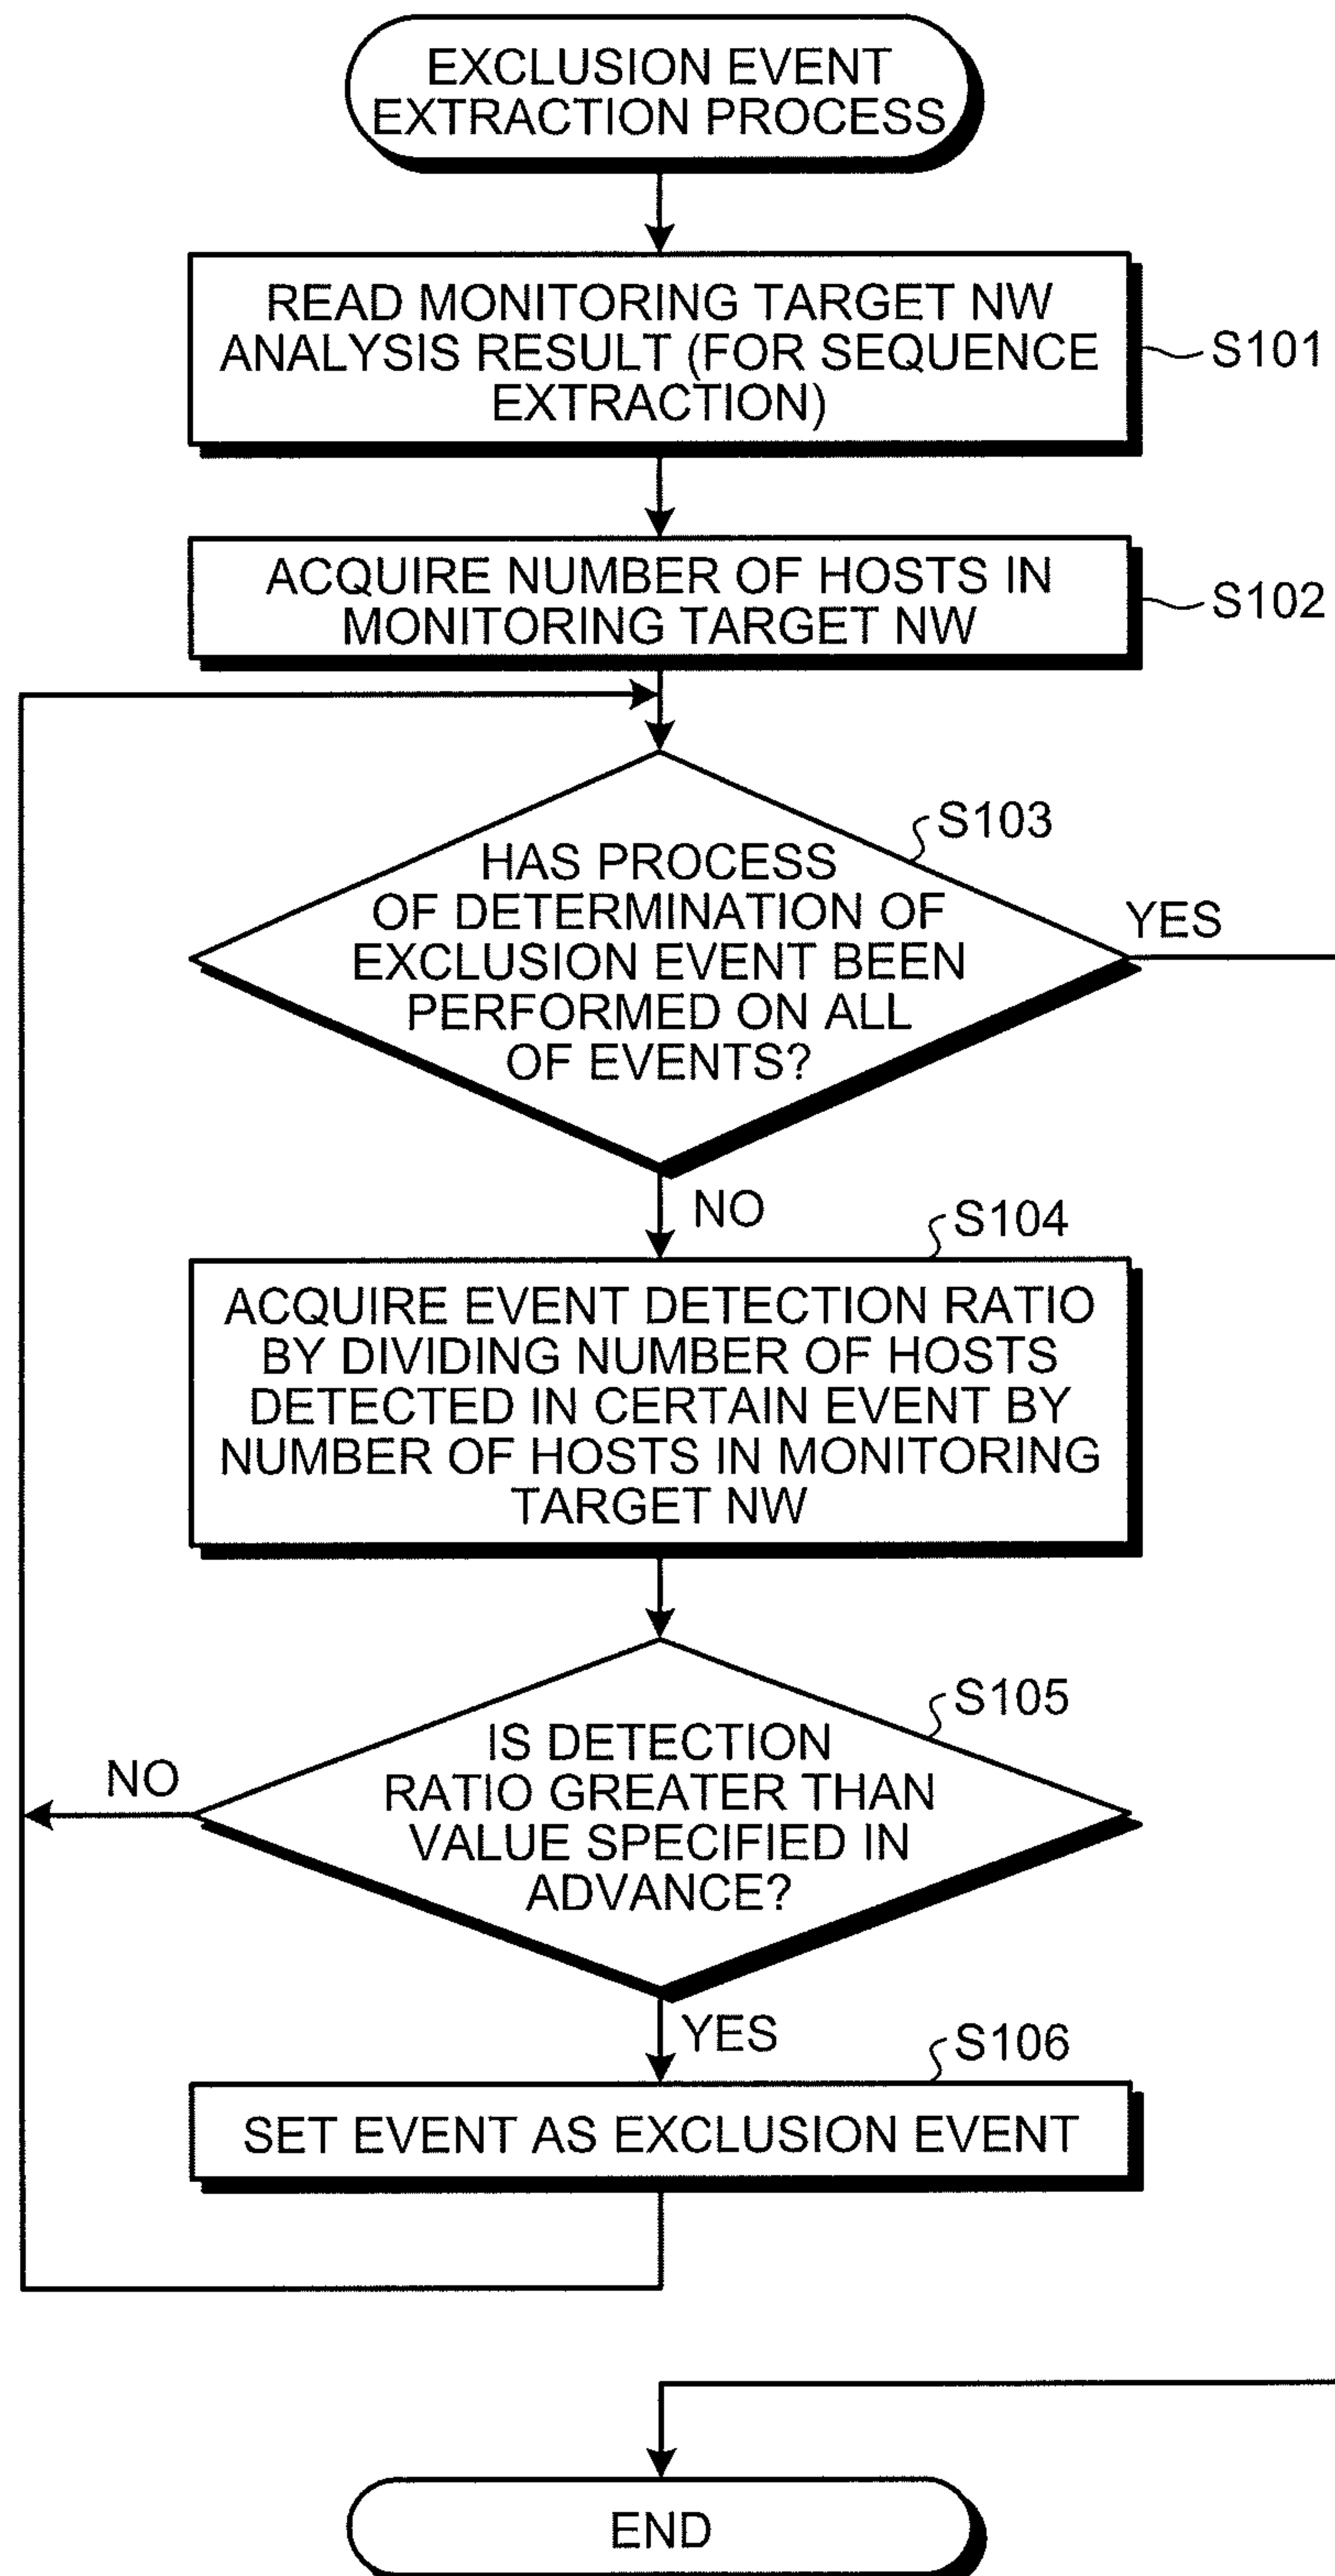 EXCLUSION EVENT
EXTRACTION PROCESS
READ MONITORING TARGET NW
ANALYSIS RESULT (FOR SEQUENCE
EXTRACTION)
S101
ACQUIRE NUMBER OF HOSTS IN
MONITORING TARGET NW
S102
S103
HAS PROCESS
OF DETERMINATION OF
EXCLUSION EVENT BEEN
PERFORMED ON ALL
OF EVENTS?
YES
NO
S104
ACQUIRE EVENT DETECTION RATIO
BY DIVIDING NUMBER OF HOSTS
DETECTED IN CERTAIN EVENT BY
NUMBER OF HOSTS IN MONITORING
TARGET NW
S105
IS DETECTION
RATIO GREATER THAN
VALUE SPECIFIED IN
ADVANCE?
NO
YES
S106
SET EVENT AS EXCLUSION EVENT
END